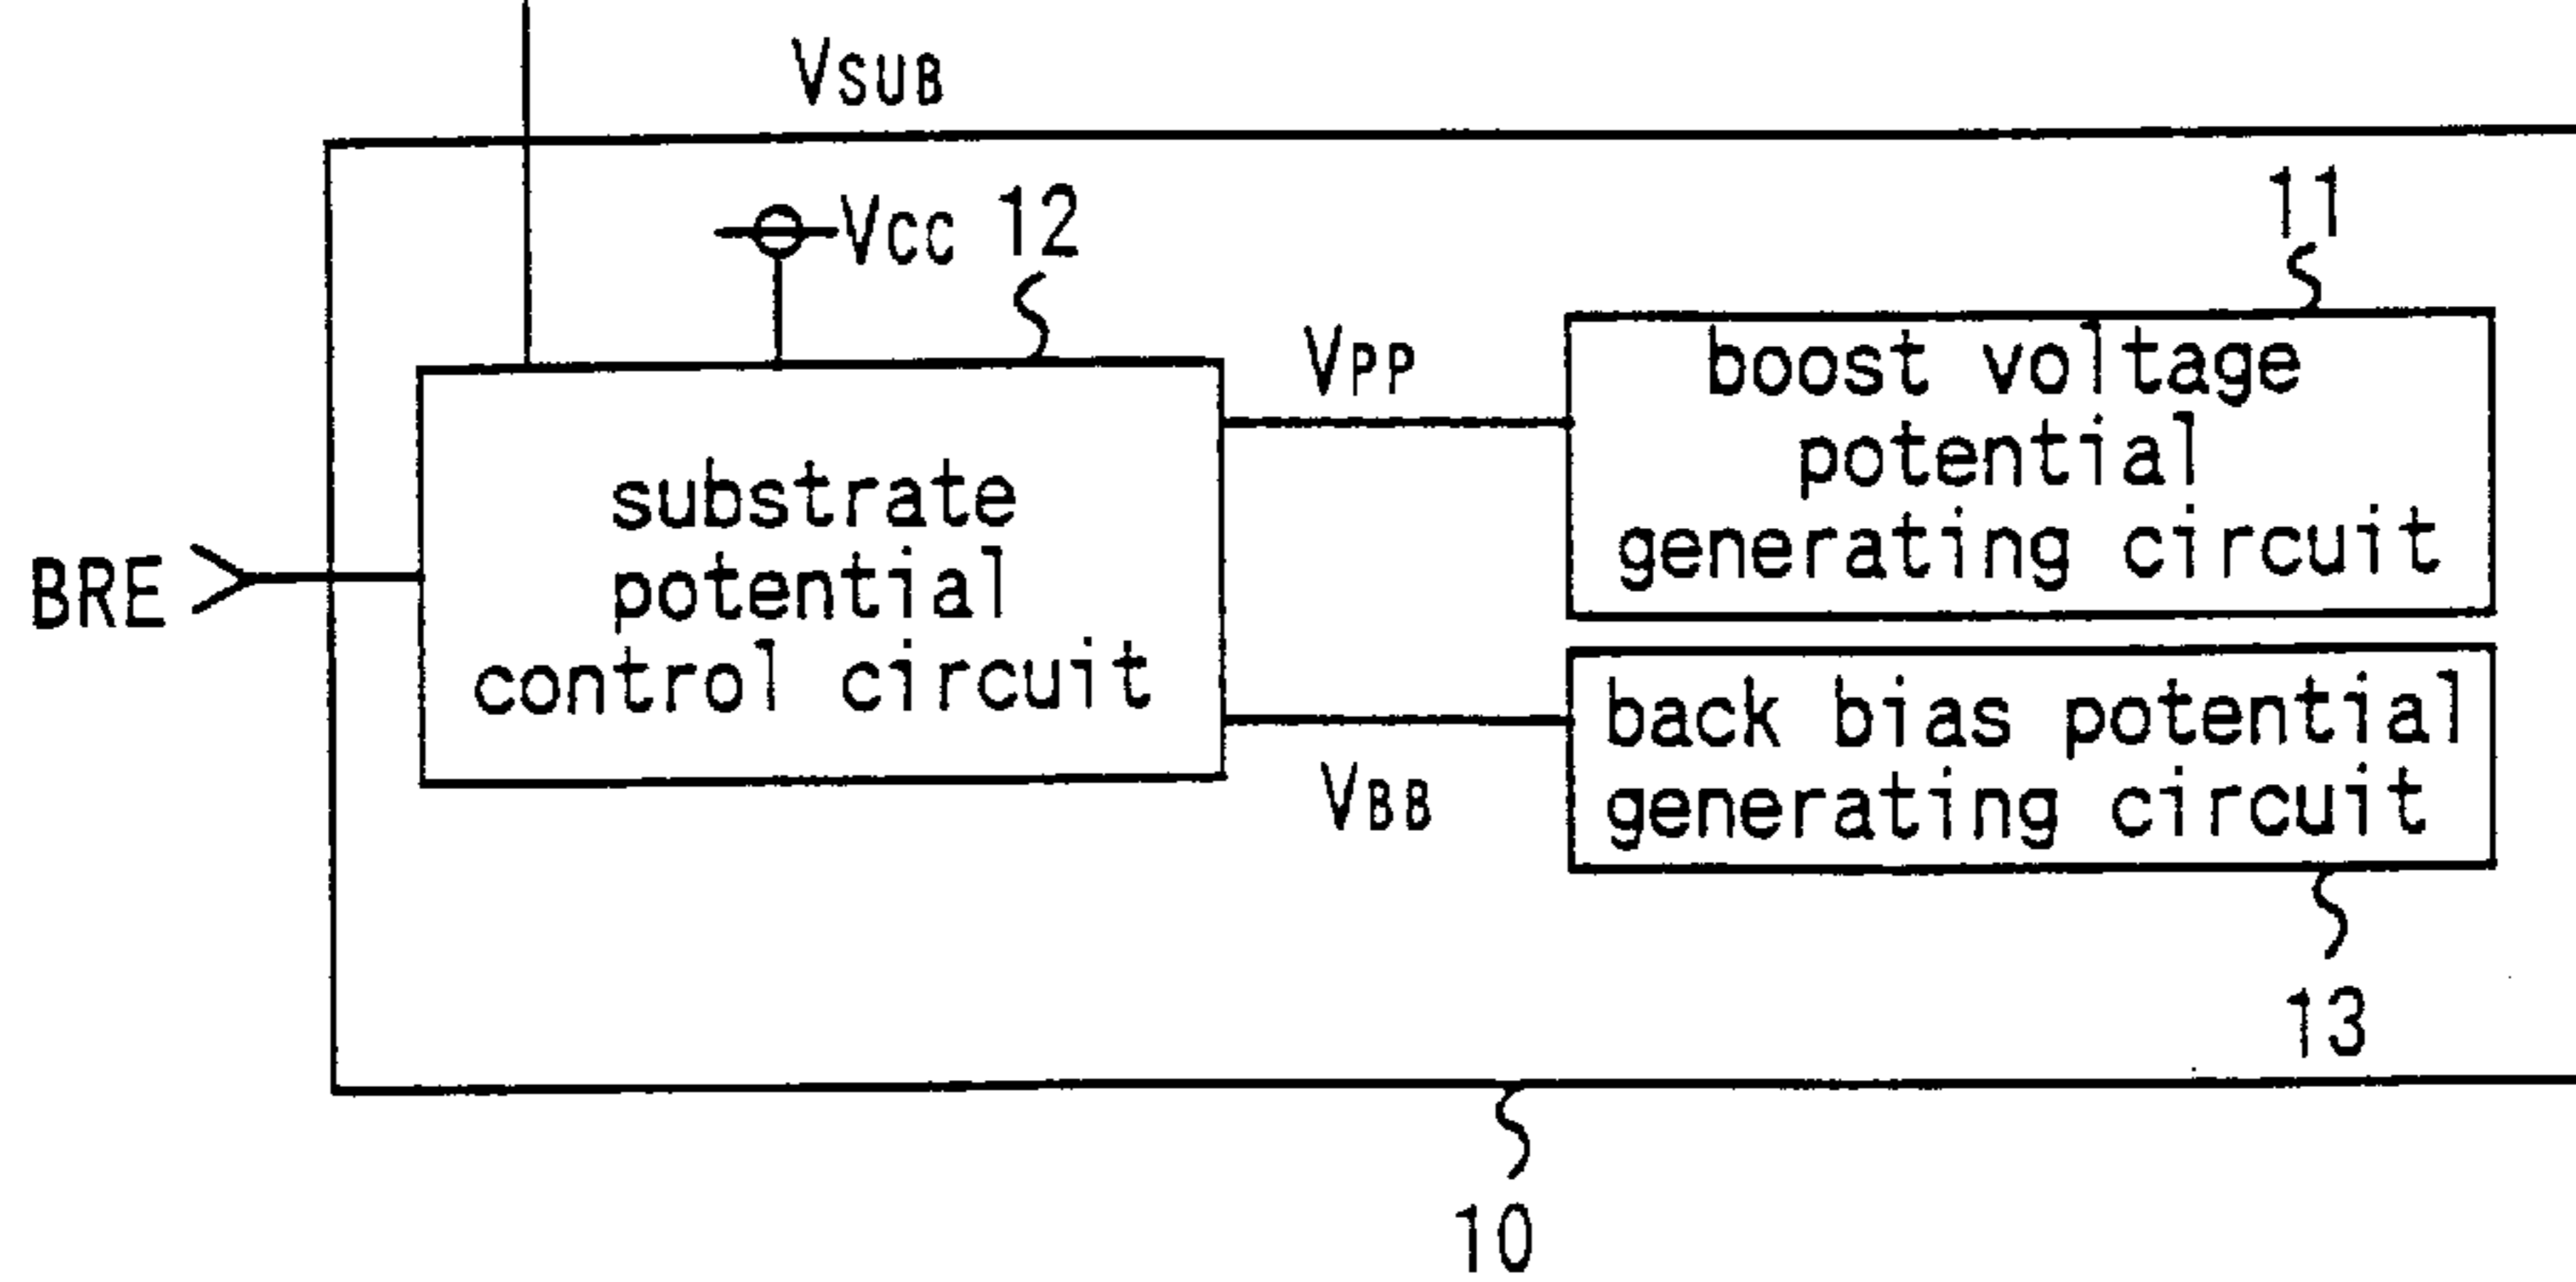 VSUB
VCC
12
11
VPP
boost voltage
potential
generating circuit
substrate
potential
control circuit
BRE
VBB
back bias potential
generating circuit
13
10